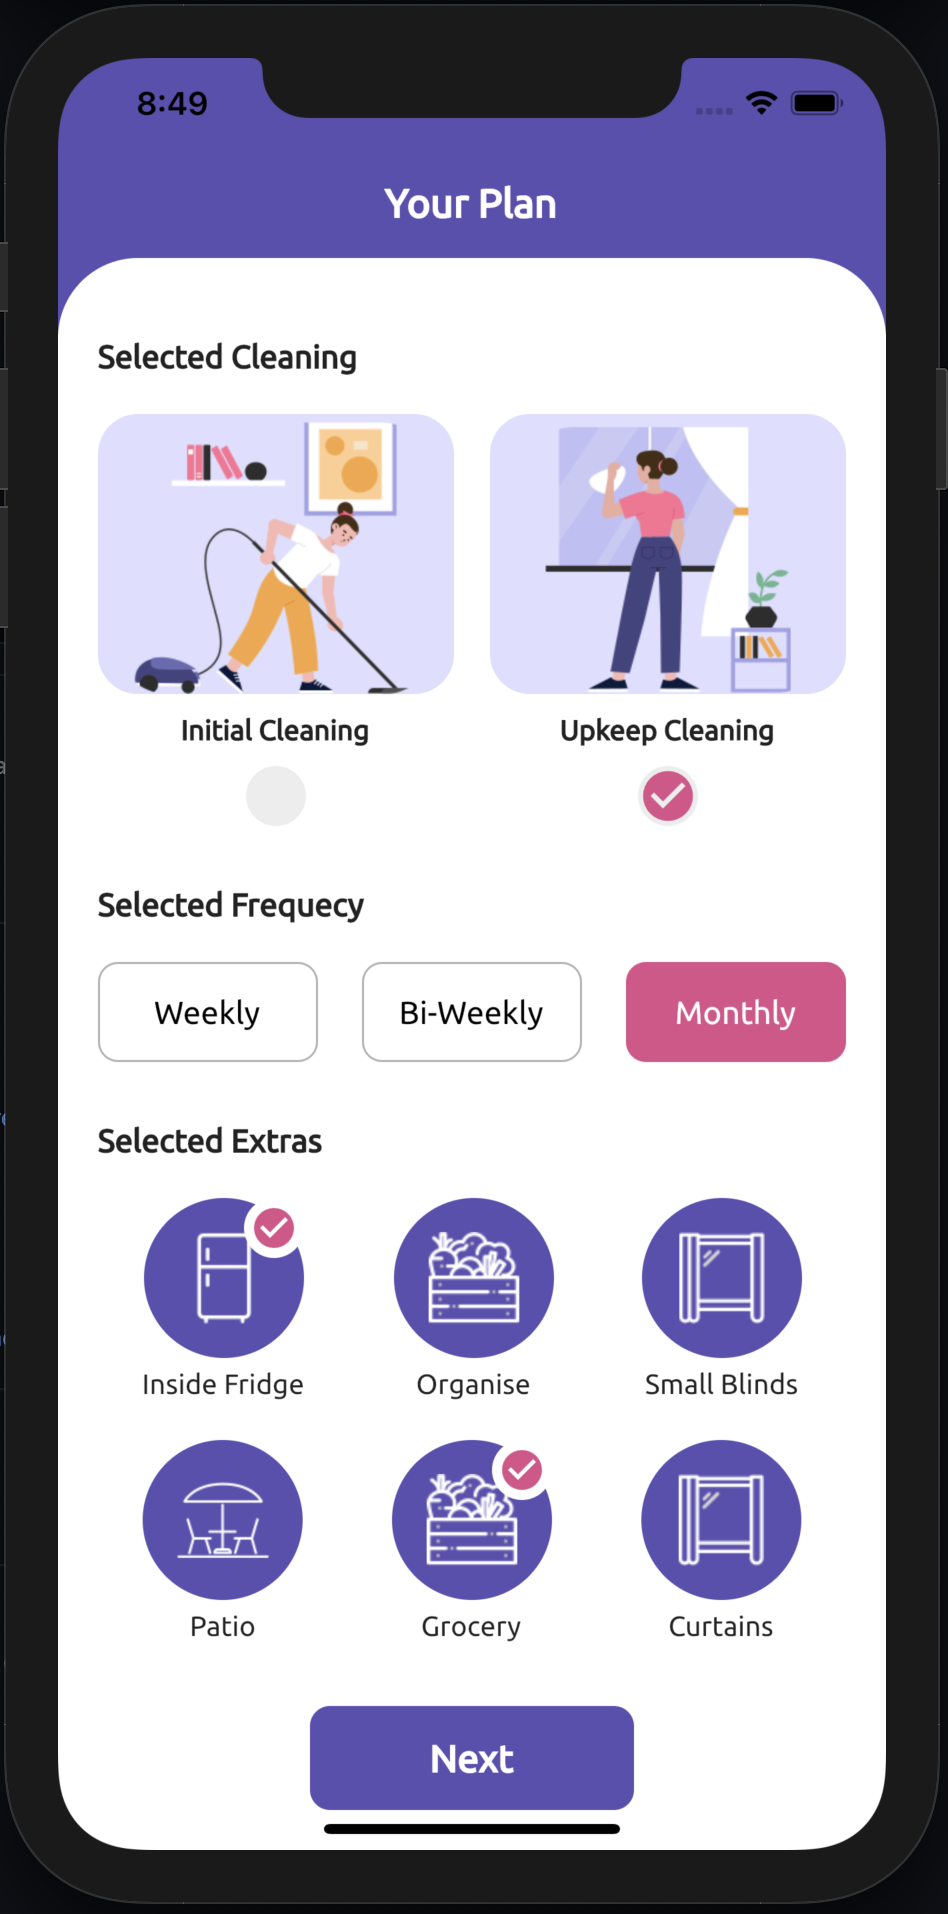 8:49
Your Plan
Selected Cleaning
Initial Cleaning
Upkeep Cleaning
Selected Frequecy
Weekly
Bi-Weekly
Monthly
Selected Extras
Inside Fridge
Organise
Small Blinds
Patio
Grocery
Curtains
Next